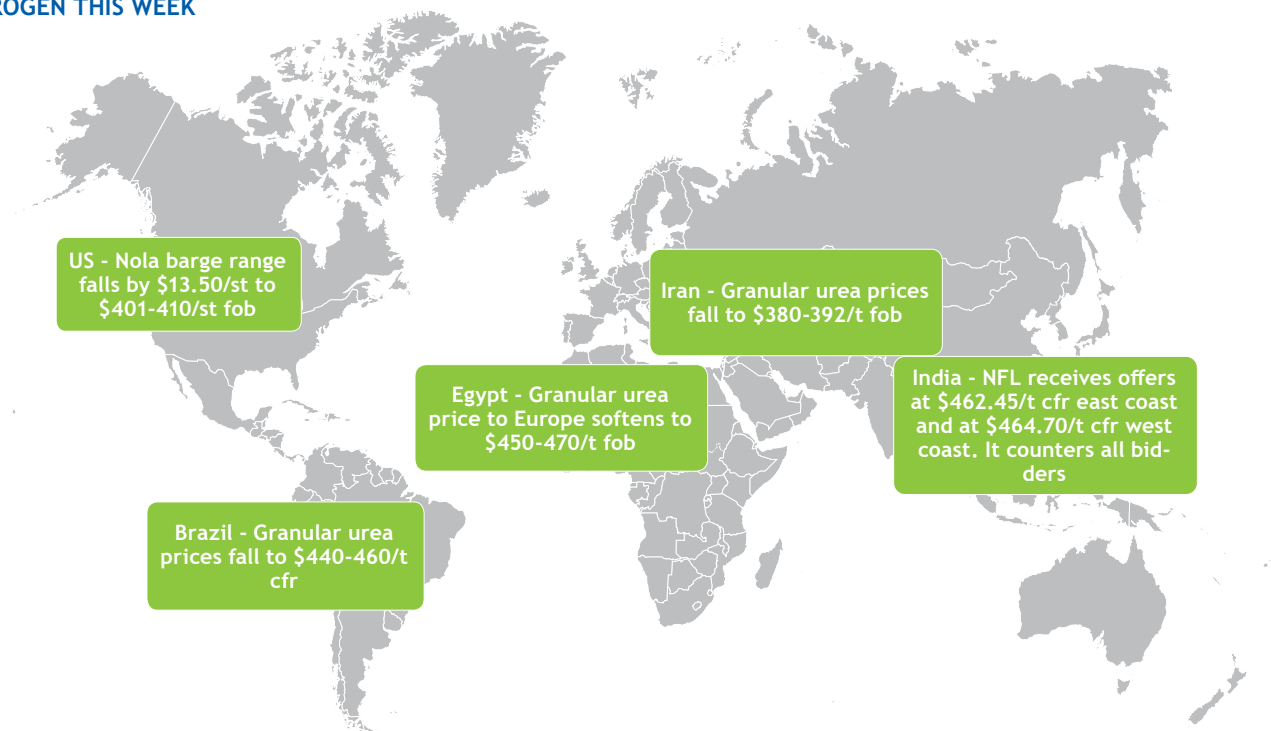 ROGEN THIS WEEK
US - Nola barge range
falls by $13.50/st to
$401-410/st fob
Iran - Granular urea prices
fall to $380-392/t fob
Egypt - Granular urea
price to Europe softens to
$450-470/t fob
India - NFL receives offers
at $462.45/t cfr east coast
and at $464.70/t cfr west
coast. It counters all bid-
ders
Brazil - Granular urea
prices fall to $440-460/t
cfr